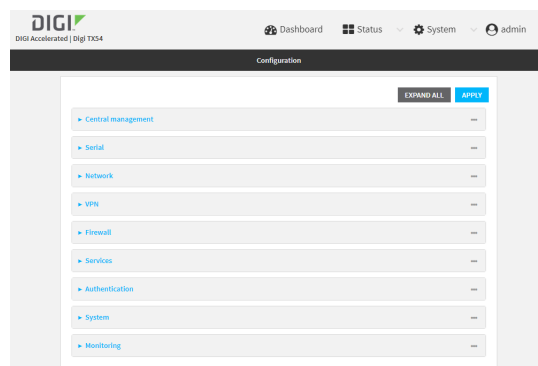 DIGI.
Dashboard Status System admin
DIGI Accelerated | Digi TX54
Configuration
EXPAND ALL APPLY
Central management
Serial
Network
VPN
Firewall
Services
Authentication
System
Monitoring